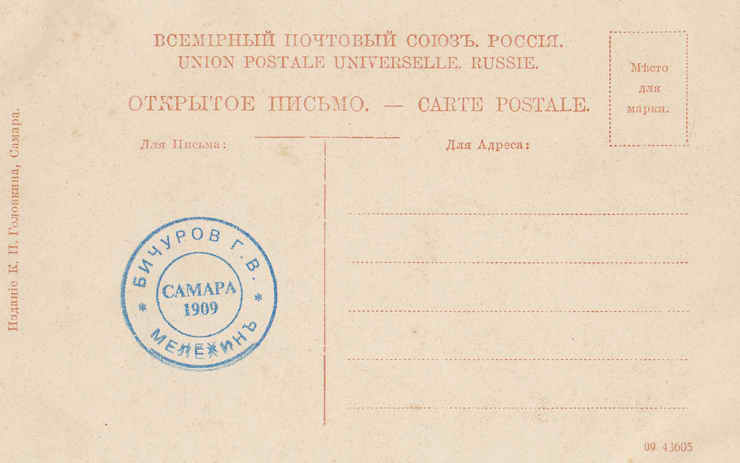 ВСЕМІРНЫЙ ПОЧТОВЫЙ СОЮЗЪ. РОССІЯ.
UNION POSTALE UNIVERSELLE. RUSSIE.
ОТКРЫТОЕ ПИСЬМО. — CARTE POSTALE.
Мѣсто
для
марки.
Для Письма:
Для Адреса:
Изданіе К. П. Головкина, Самара.
БИЧУРОВ Г. В.
САМАРА
1909
* МЕЛЕХИНЪ *
09 43605